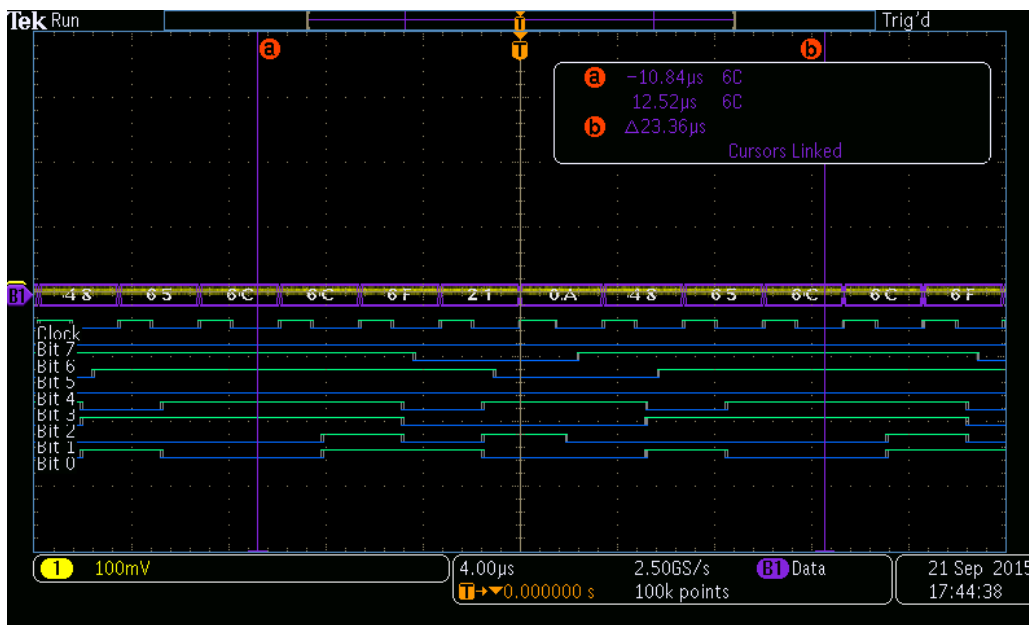 Tek Run Trig'd
T
a T b
a -10.84µs 6C
12.52µs 6C
b Δ23.36µs
Cursors Linked
B1 48 65 6C 6C 6F 21 0A 48 65 6C 6C 6F
Clock
Bit 7
Bit 6
Bit 5
Bit 4
Bit 3
Bit 2
Bit 1
Bit 0
1 100mV 4.00µs 2.50GS/s B1 Data 21 Sep 2015
T→▼0.000000 s 100k points 17:44:38